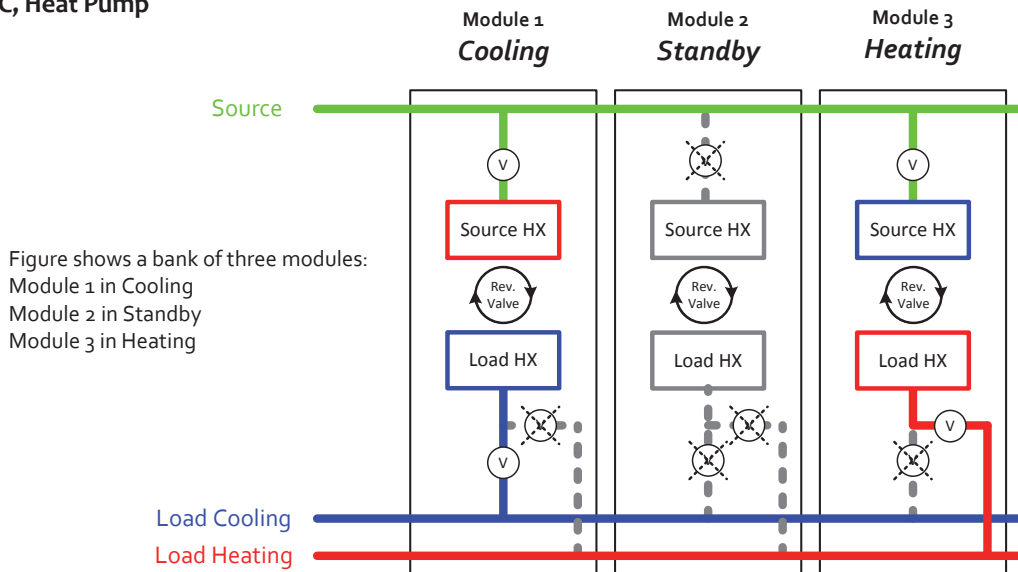 C, Heat Pump
Module 1
Cooling
Module 2
Standby
Module 3
Heating
Source
V
V
V
Source HX
Source HX
Source HX
Figure shows a bank of three modules:
Module 1 in Cooling
Module 2 in Standby
Module 3 in Heating
Rev.
Valve
Rev.
Valve
Rev.
Valve
Load HX
Load HX
Load HX
V
V
V
V
V
V
Load Cooling
Load Heating